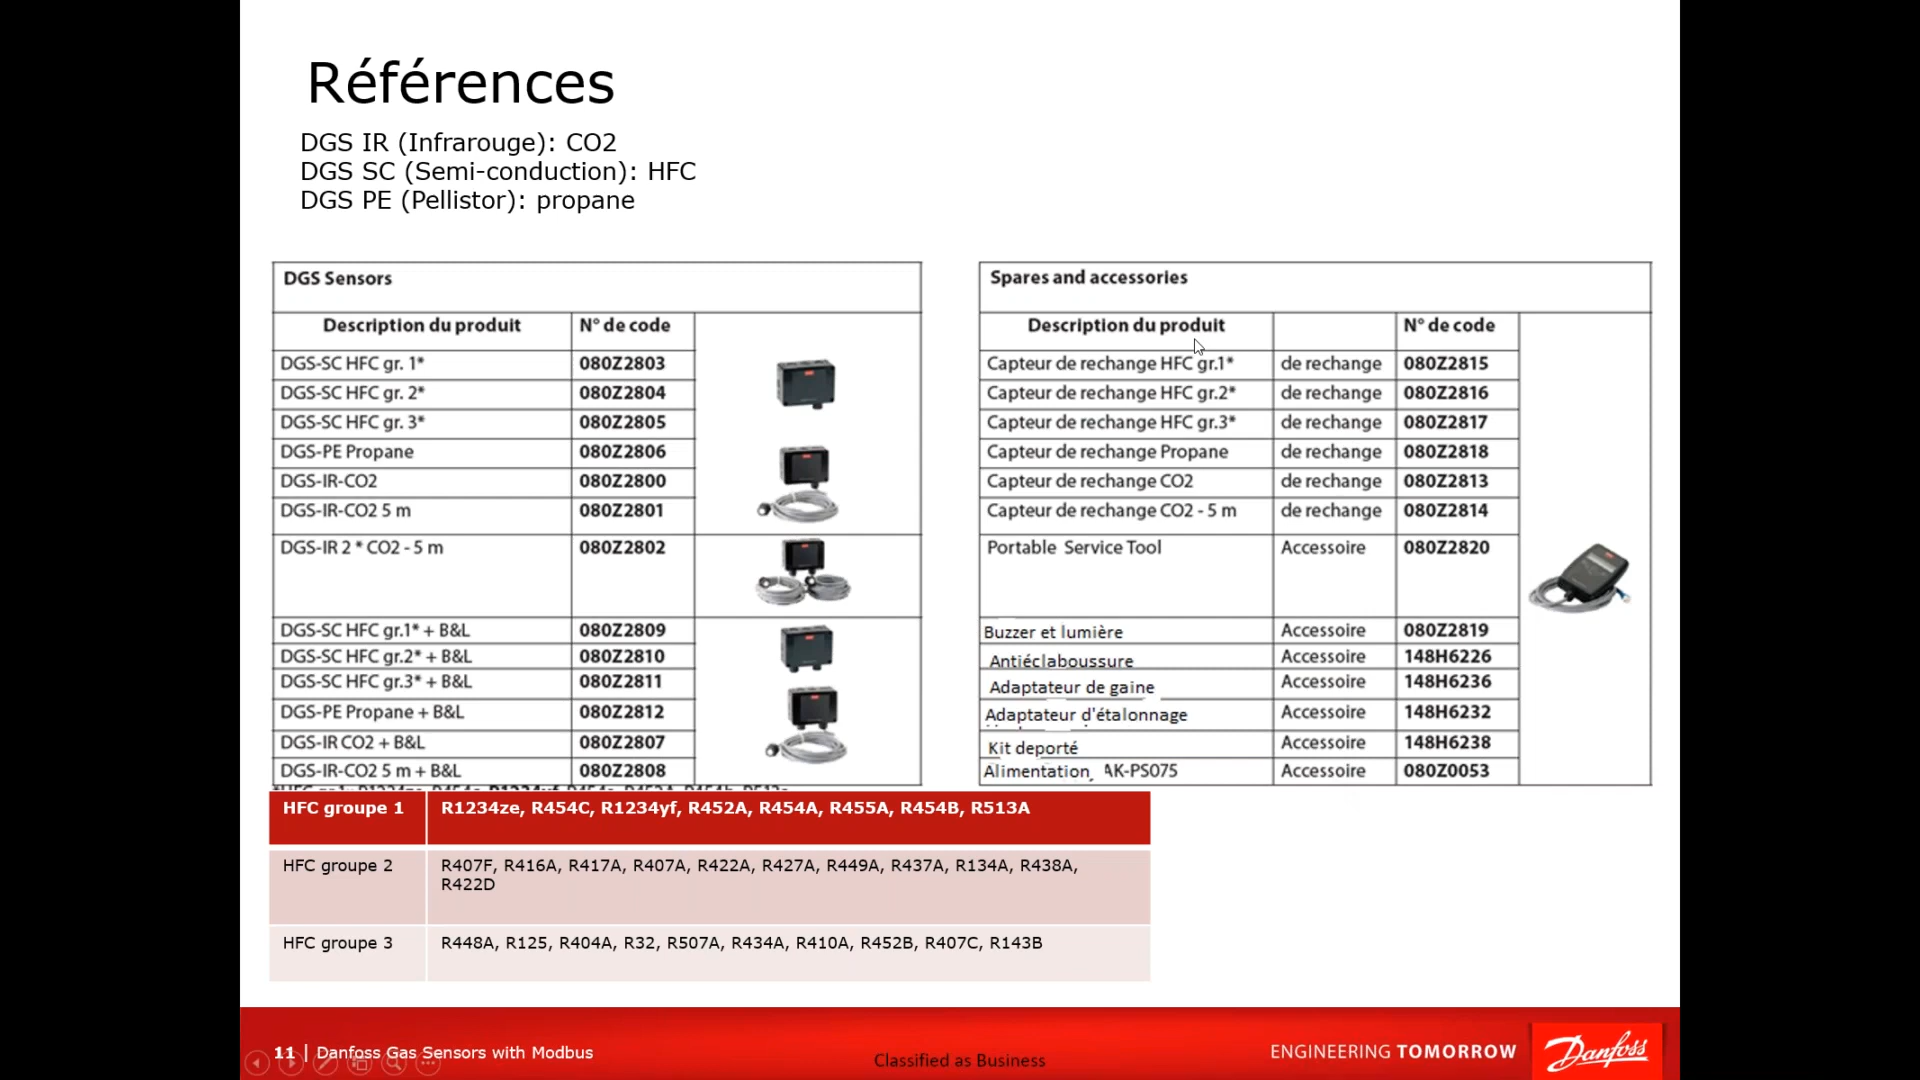 Références
DGS IR (Infrarouge): CO2
DGS SC (Semi-conduction): HFC
DGS PE (Pellistor): propane
DGS Sensors
Description du produit N° de code
DGS-SC HFC gr. 1* 080Z2803
DGS-SC HFC gr. 2* 080Z2804
DGS-SC HFC gr. 3* 080Z2805
DGS-PE Propane 080Z2806
DGS-IR-CO2 080Z2800
DGS-IR-CO2 5 m 080Z2801
DGS-IR 2 * CO2 - 5 m 080Z2802
DGS-SC HFC gr.1* + B&L 080Z2809
DGS-SC HFC gr.2* + B&L 080Z2810
DGS-SC HFC gr.3* + B&L 080Z2811
DGS-PE Propane + B&L 080Z2812
DGS-IR CO2 + B&L 080Z2807
DGS-IR-CO2 5 m + B&L 080Z2808
Spares and accessories
Description du produit N° de code
Capteur de rechange HFC gr.1* de rechange 080Z2815
Capteur de rechange HFC gr.2* de rechange 080Z2816
Capteur de rechange HFC gr.3* de rechange 080Z2817
Capteur de rechange Propane de rechange 080Z2818
Capteur de rechange CO2 de rechange 080Z2813
Capteur de rechange CO2 - 5 m de rechange 080Z2814
Portable Service Tool Accessoire 080Z2820
Buzzer et lumière Accessoire 080Z2819
Antiéclaboussure Accessoire 148H6226
Adaptateur de gaine Accessoire 148H6236
Adaptateur d'étalonnage Accessoire 148H6232
Kit deporté Accessoire 148H6238
Alimentation, AK-PS075 Accessoire 080Z0053
HFC groupe 1 R1234ze, R454C, R1234yf, R452A, R454A, R455A, R454B, R513A
HFC groupe 2 R407F, R416A, R417A, R407A, R422A, R427A, R449A, R437A, R134A, R438A,
R422D
HFC groupe 3 R448A, R125, R404A, R32, R507A, R434A, R410A, R452B, R407C, R143B
11 | Danfoss Gas Sensors with Modbus
Classified as Business
ENGINEERING TOMORROW
Danfoss